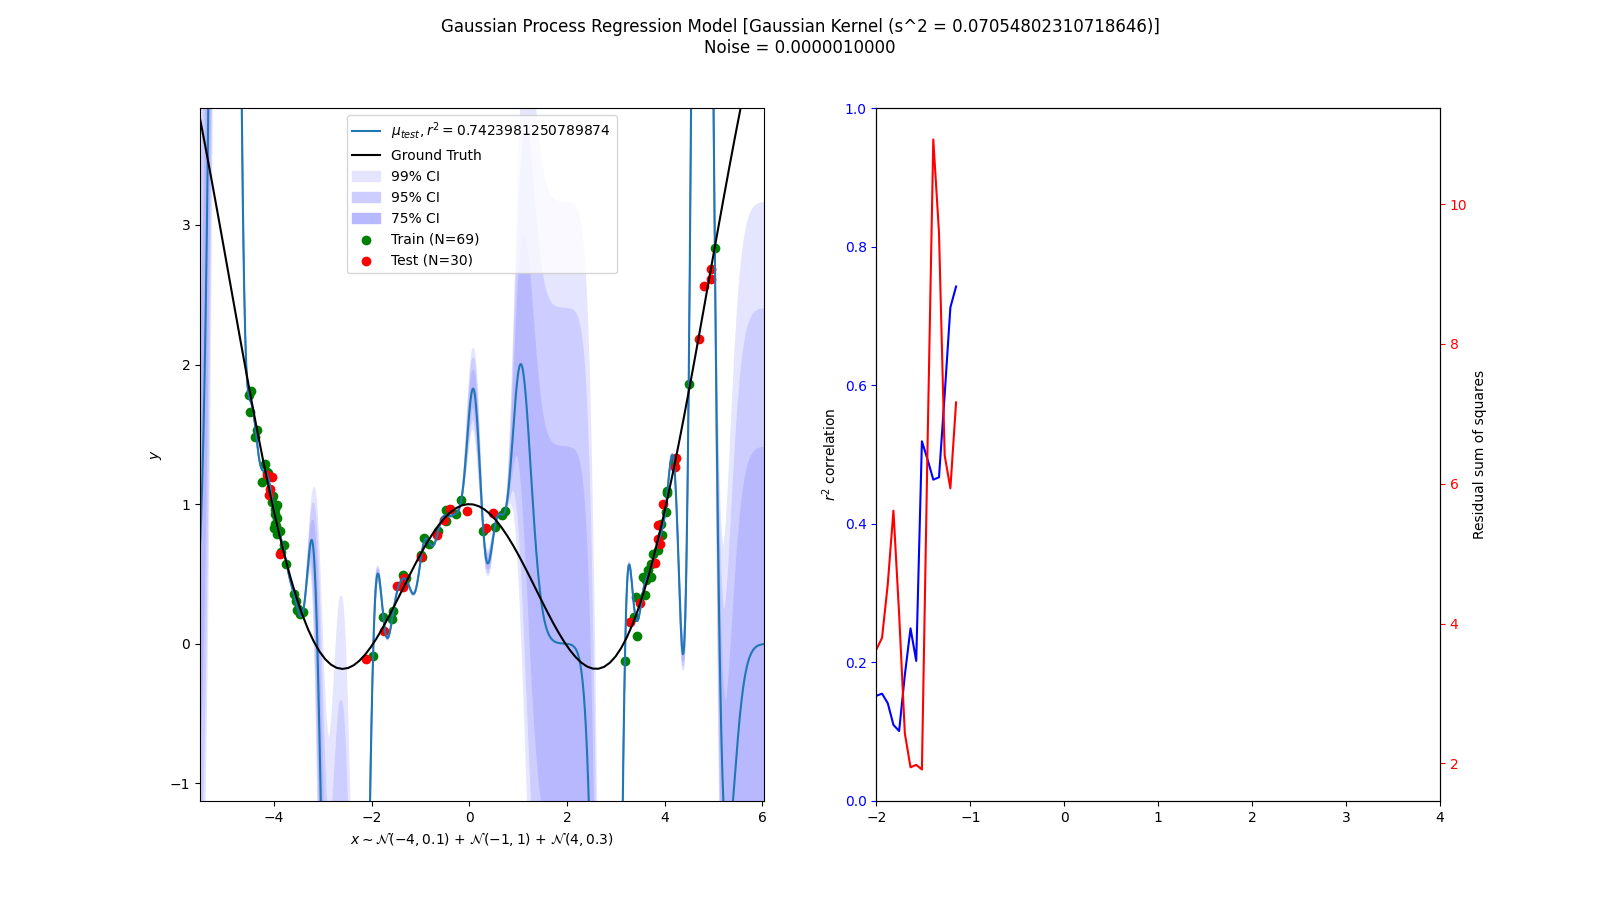 Gaussian Process Regression Model [Gaussian Kernel (s^2 = 0.07054802310718646)]
Noise = 0.0000010000
μ_test, r² = 0.7423981250789874
Ground Truth
99% CI
95% CI
75% CI
Train (N=69)
Test (N=30)
y
3
2
1
0
−1
−4
−2
0
2
4
6
x ∼ 𝒩(−4, 0.1) + 𝒩(−1, 1) + 𝒩(4, 0.3)
r² correlation
1.0
0.8
0.6
0.4
0.2
0.0
−2
−1
0
1
2
3
4
10
8
6
4
2
Residual sum of squares